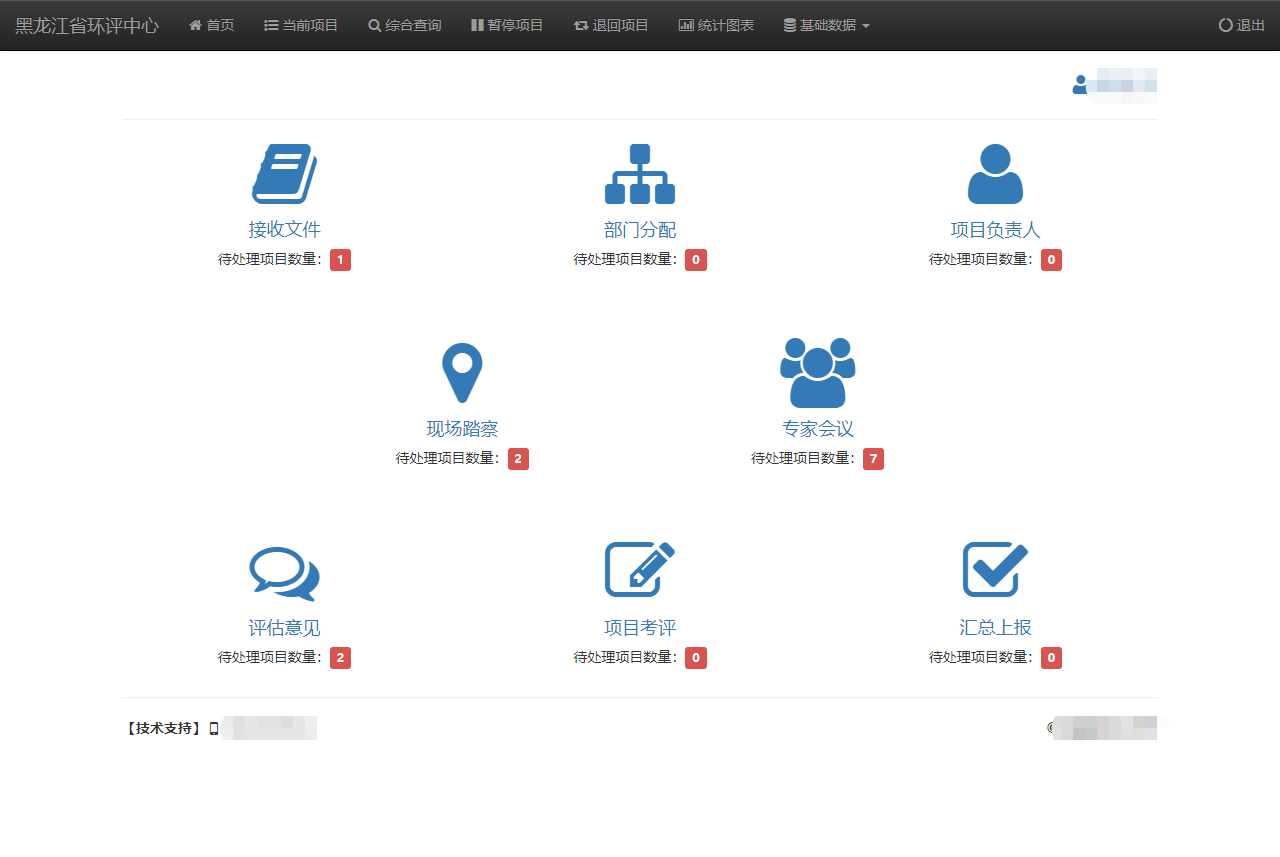 黑龙江省环评中心 首页 当前项目 综合查询 暂停项目 退回项目 统计图表 基础数据 退出
接收文件 部门分配 项目负责人
待处理项目数量: 1 待处理项目数量: 0 待处理项目数量: 0
现场踏察 专家会议
待处理项目数量: 2 待处理项目数量: 7
评估意见 项目考评 汇总上报
待处理项目数量: 2 待处理项目数量: 0 待处理项目数量: 0
【技术支持】